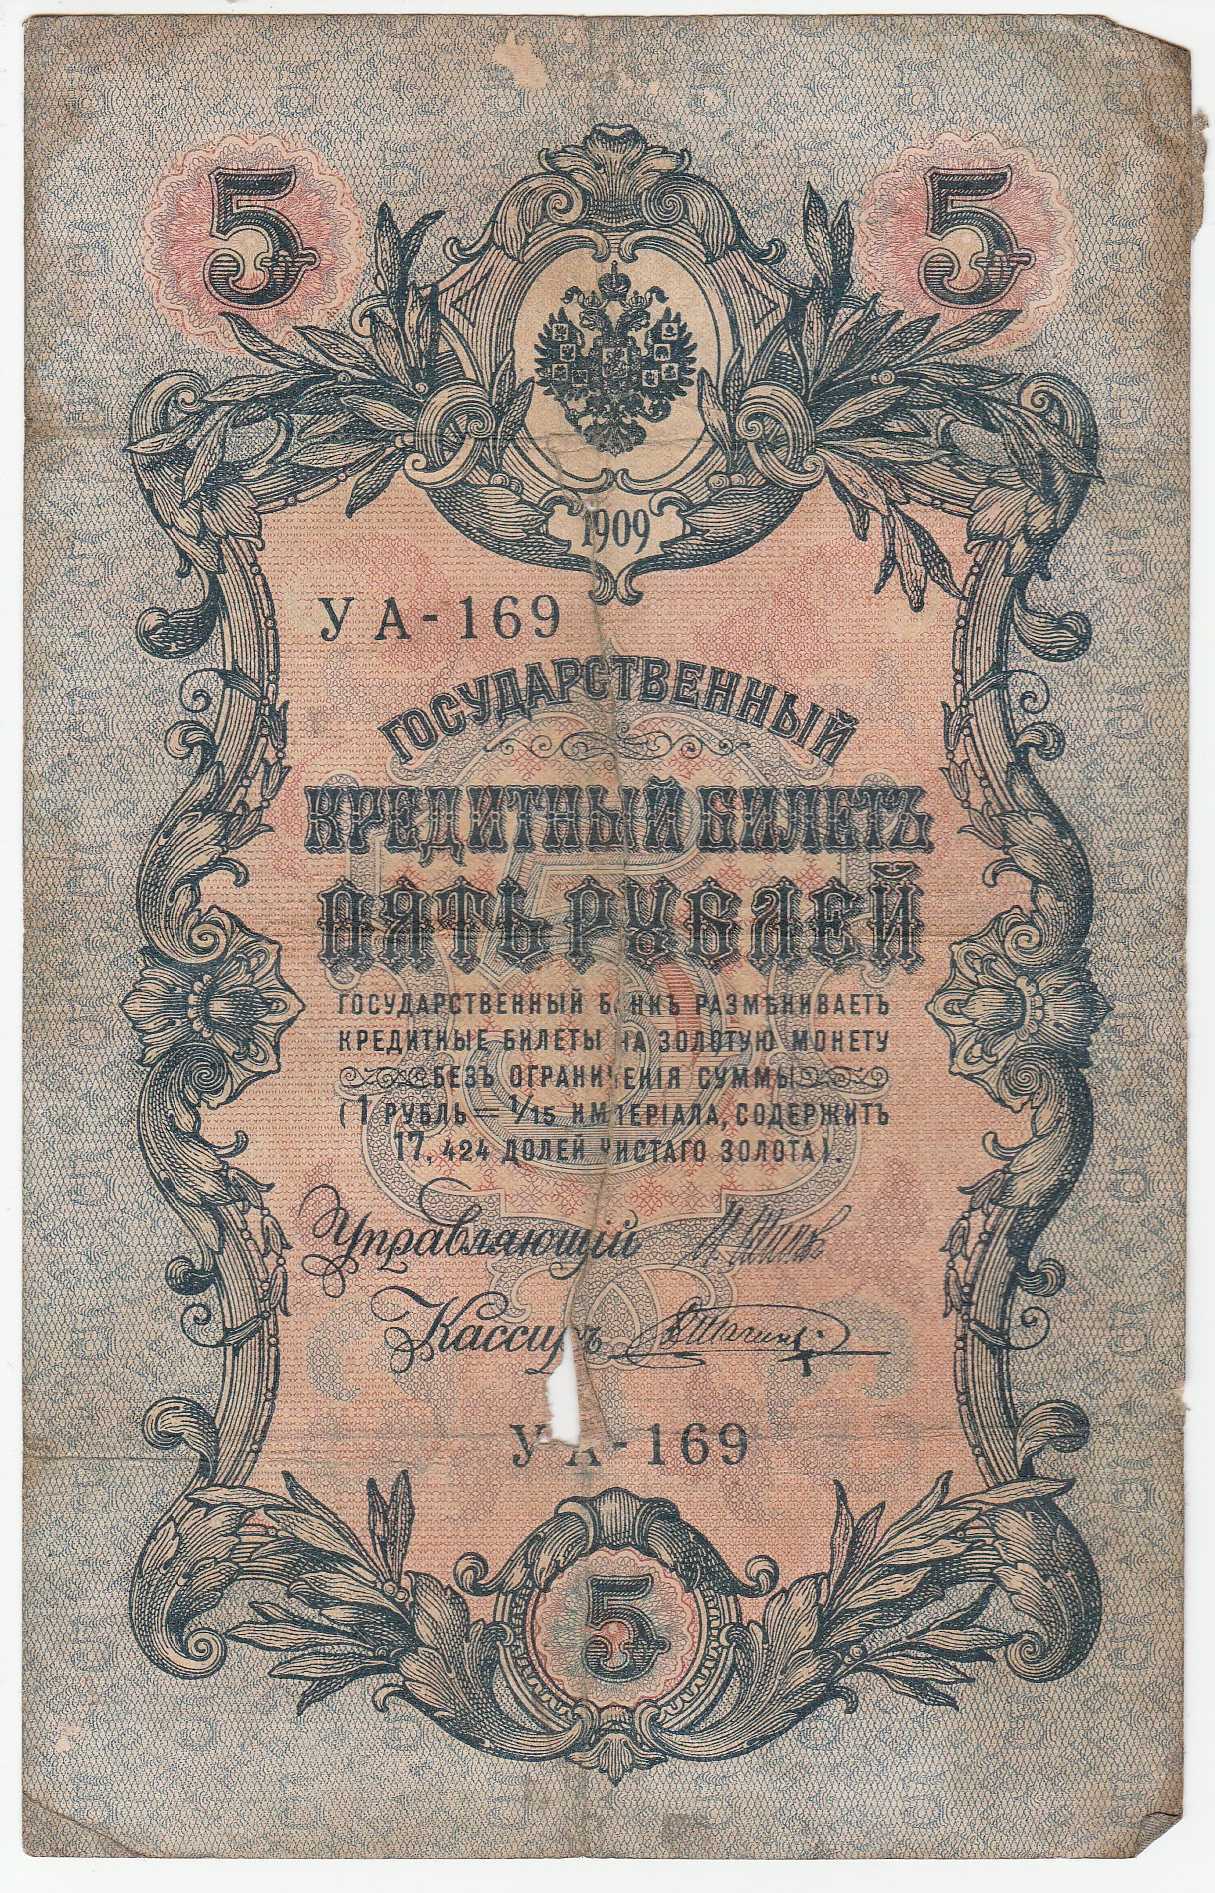 5 5
1909
УА-169
ГОСУДАРСТВЕННЫЙ
КРЕДИТНЫЙ БИЛЕТЪ
ПЯТЬ РУБЛЕЙ
ГОСУДАРСТВЕННЫЙ БАНКЪ РАЗМѢНИВАЕТЪ
КРЕДИТНЫЕ БИЛЕТЫ НА ЗОЛОТУЮ МОНЕТУ
БЕЗЪ ОГРАНИЧЕНІЯ СУММЫ
(1 РУБЛЬ — 1/15 ИМПЕРІАЛА, СОДЕРЖИТЪ
17,424 ДОЛЕЙ ЧИСТАГО ЗОЛОТА).
Управляющій
Кассиръ
УА-169
5